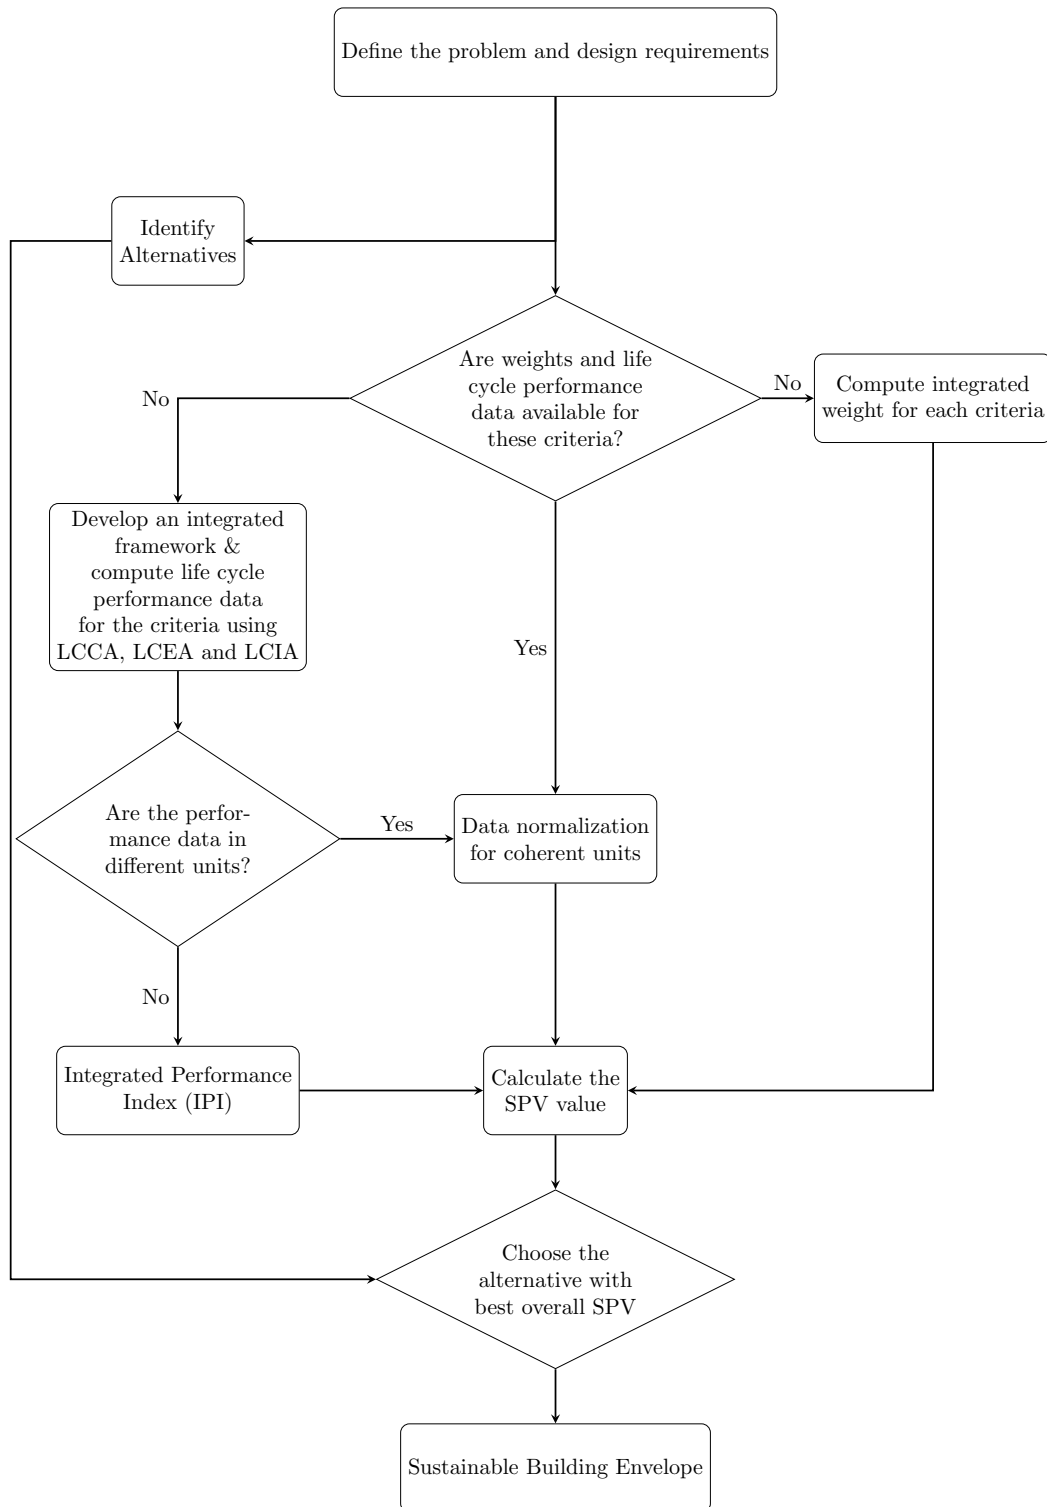 Define the problem and design requirements
Identify
Alternatives
Are weights and life
cycle performance
data available for
these criteria?
No
No
Compute integrated
weight for each criteria
Develop an integrated
framework &
compute life cycle
performance data
for the criteria using
LCCA, LCEA and LCIA
Yes
Are the perfor-
mance data in
different units?
Yes
Data normalization
for coherent units
No
Integrated Performance
Index (IPI)
Calculate the
SPV value
Choose the
alternative with
best overall SPV
Sustainable Building Envelope